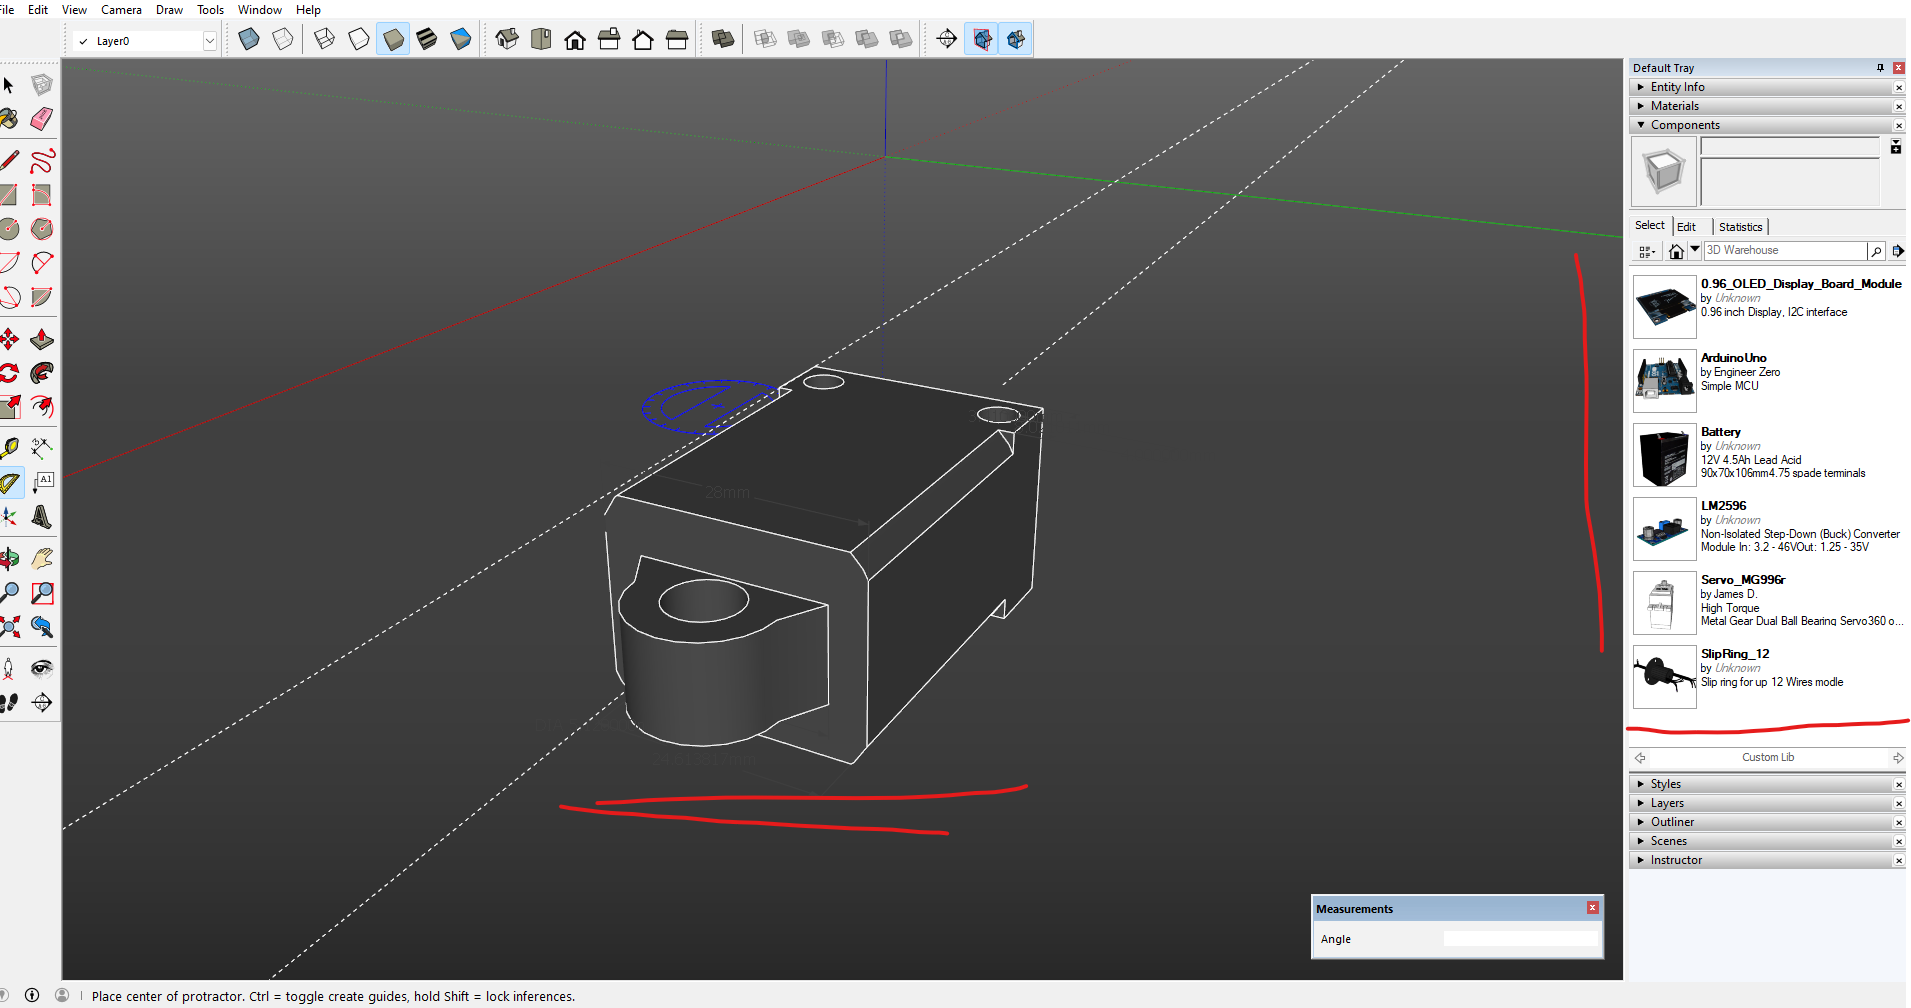 File Edit View Camera Draw Tools Window Help
Layer0
A1
28mm
Default Tray
Entity Info
Materials
Components
Select Edit Statistics
3D Warehouse
0.96_OLED_Display_Board_Module
by Unknown
0.96 inch Display, I2C interface
ArduinoUno
by Engineer Zero
Simple MCU
Battery
by Unknown
12V 4.5Ah Lead Acid
90x70x106mm4.75 spade terminals
LM2596
by Unknown
Non-Isolated Step-Down (Buck) Converter
Module In: 3.2 - 46VOut: 1.25 - 35V
Servo_MG996r
by James D.
High Torque
Metal Gear Dual Ball Bearing Servo360 o...
SlipRing_12
by Unknown
Slip ring for up 12 Wires modle
Custom Lib
Styles
Layers
Outliner
Scenes
Instructor
Measurements
Angle
Place center of protractor. Ctrl = toggle create guides, hold Shift = lock inferences.